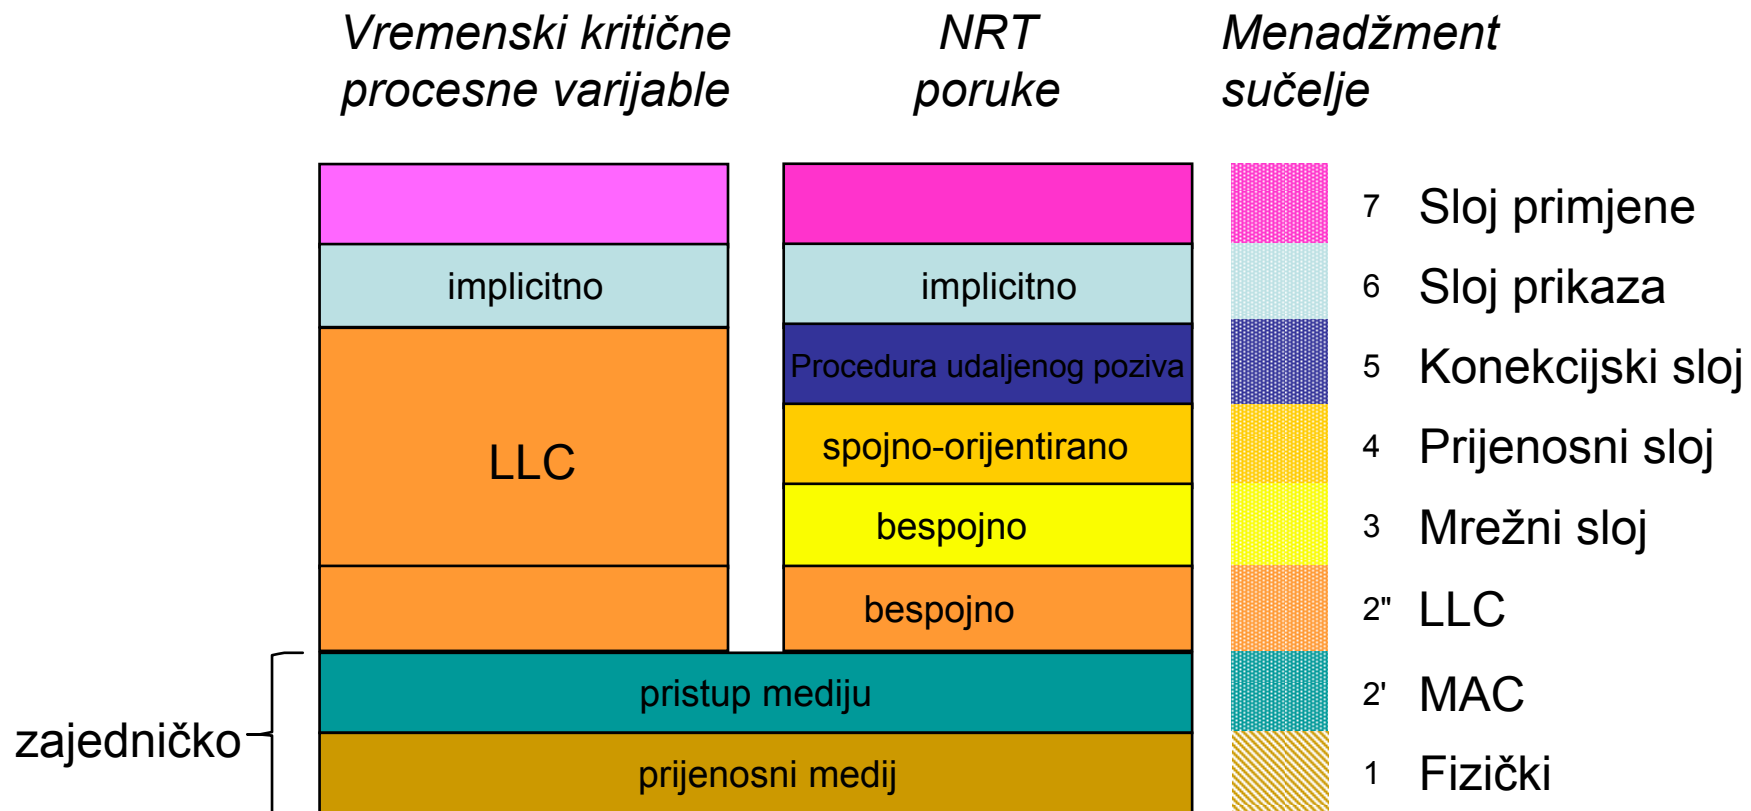 Vremenski kritične
procesne varijable
NRT
poruke
Menadžment
sučelje
7 Sloj primjene
implicitno
implicitno
6 Sloj prikaza
Procedura udaljenog poziva
5 Konekcijski sloj
LLC
spojno-orijentirano
4 Prijenosni sloj
bespojno
3 Mrežni sloj
bespojno
2" LLC
pristup mediju
2' MAC
zajedničko
prijenosni medij
1 Fizički